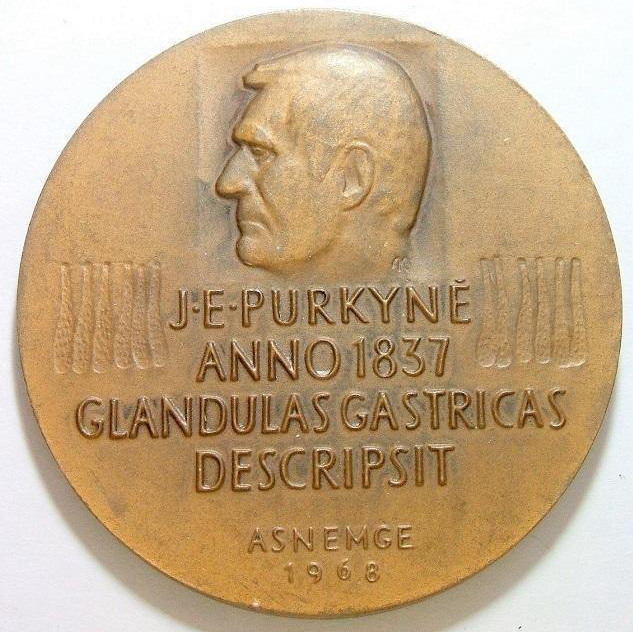 J·E·PURKYNĚ
ANNO 1837
GLANDULAS GASTRICAS
DESCRIPSIT
ASNEMGE
1968